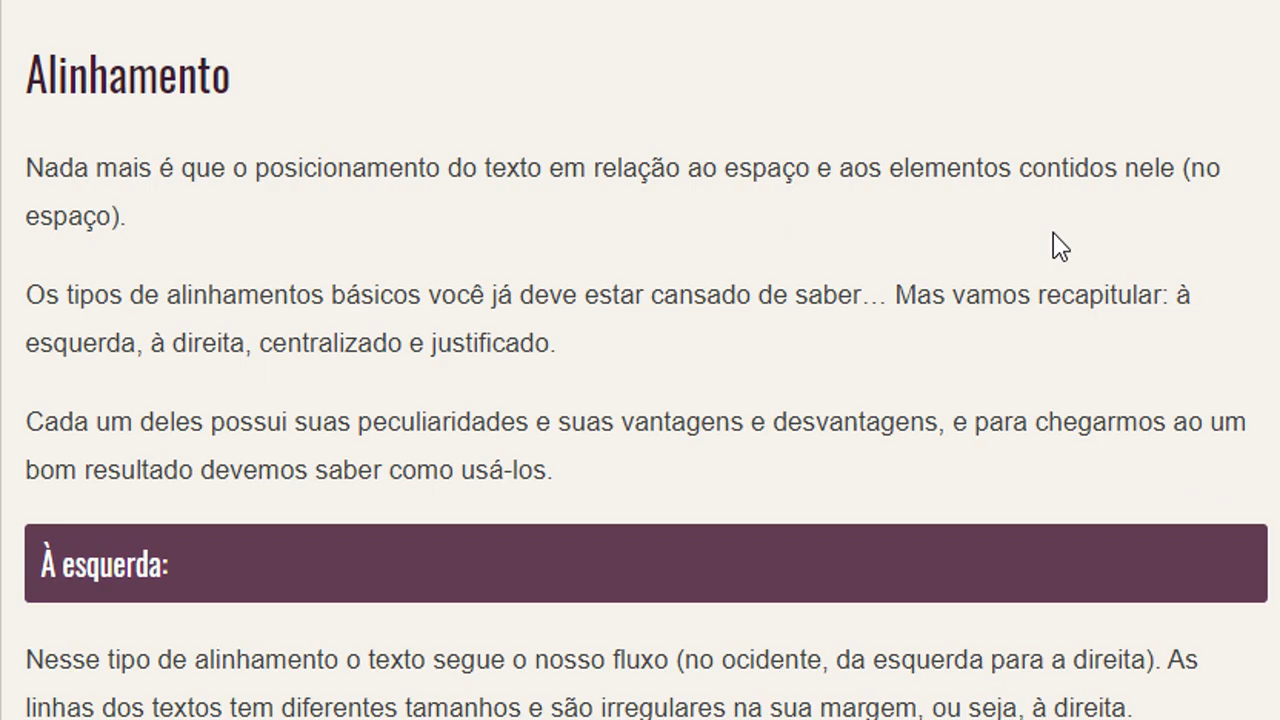 Alinhamento
Nada mais é que o posicionamento do texto em relação ao espaço e aos elementos contidos nele (no
espaço).
Os tipos de alinhamentos básicos você já deve estar cansado de saber… Mas vamos recapitular: à
esquerda, à direita, centralizado e justificado.
Cada um deles possui suas peculiaridades e suas vantagens e desvantagens, e para chegarmos ao um
bom resultado devemos saber como usá-los.
À esquerda:
Nesse tipo de alinhamento o texto segue o nosso fluxo (no ocidente, da esquerda para a direita). As
linhas dos textos tem diferentes tamanhos e são irregulares na sua margem, ou seja, à direita.